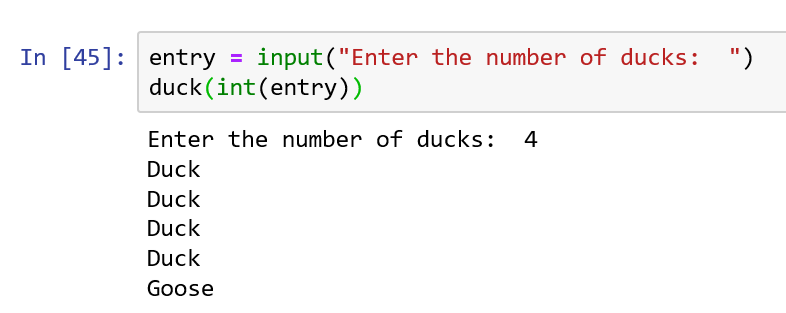 In [45]: entry = input("Enter the number of ducks:  ")
duck(int(entry))
Enter the number of ducks:  4
Duck
Duck
Duck
Duck
Goose